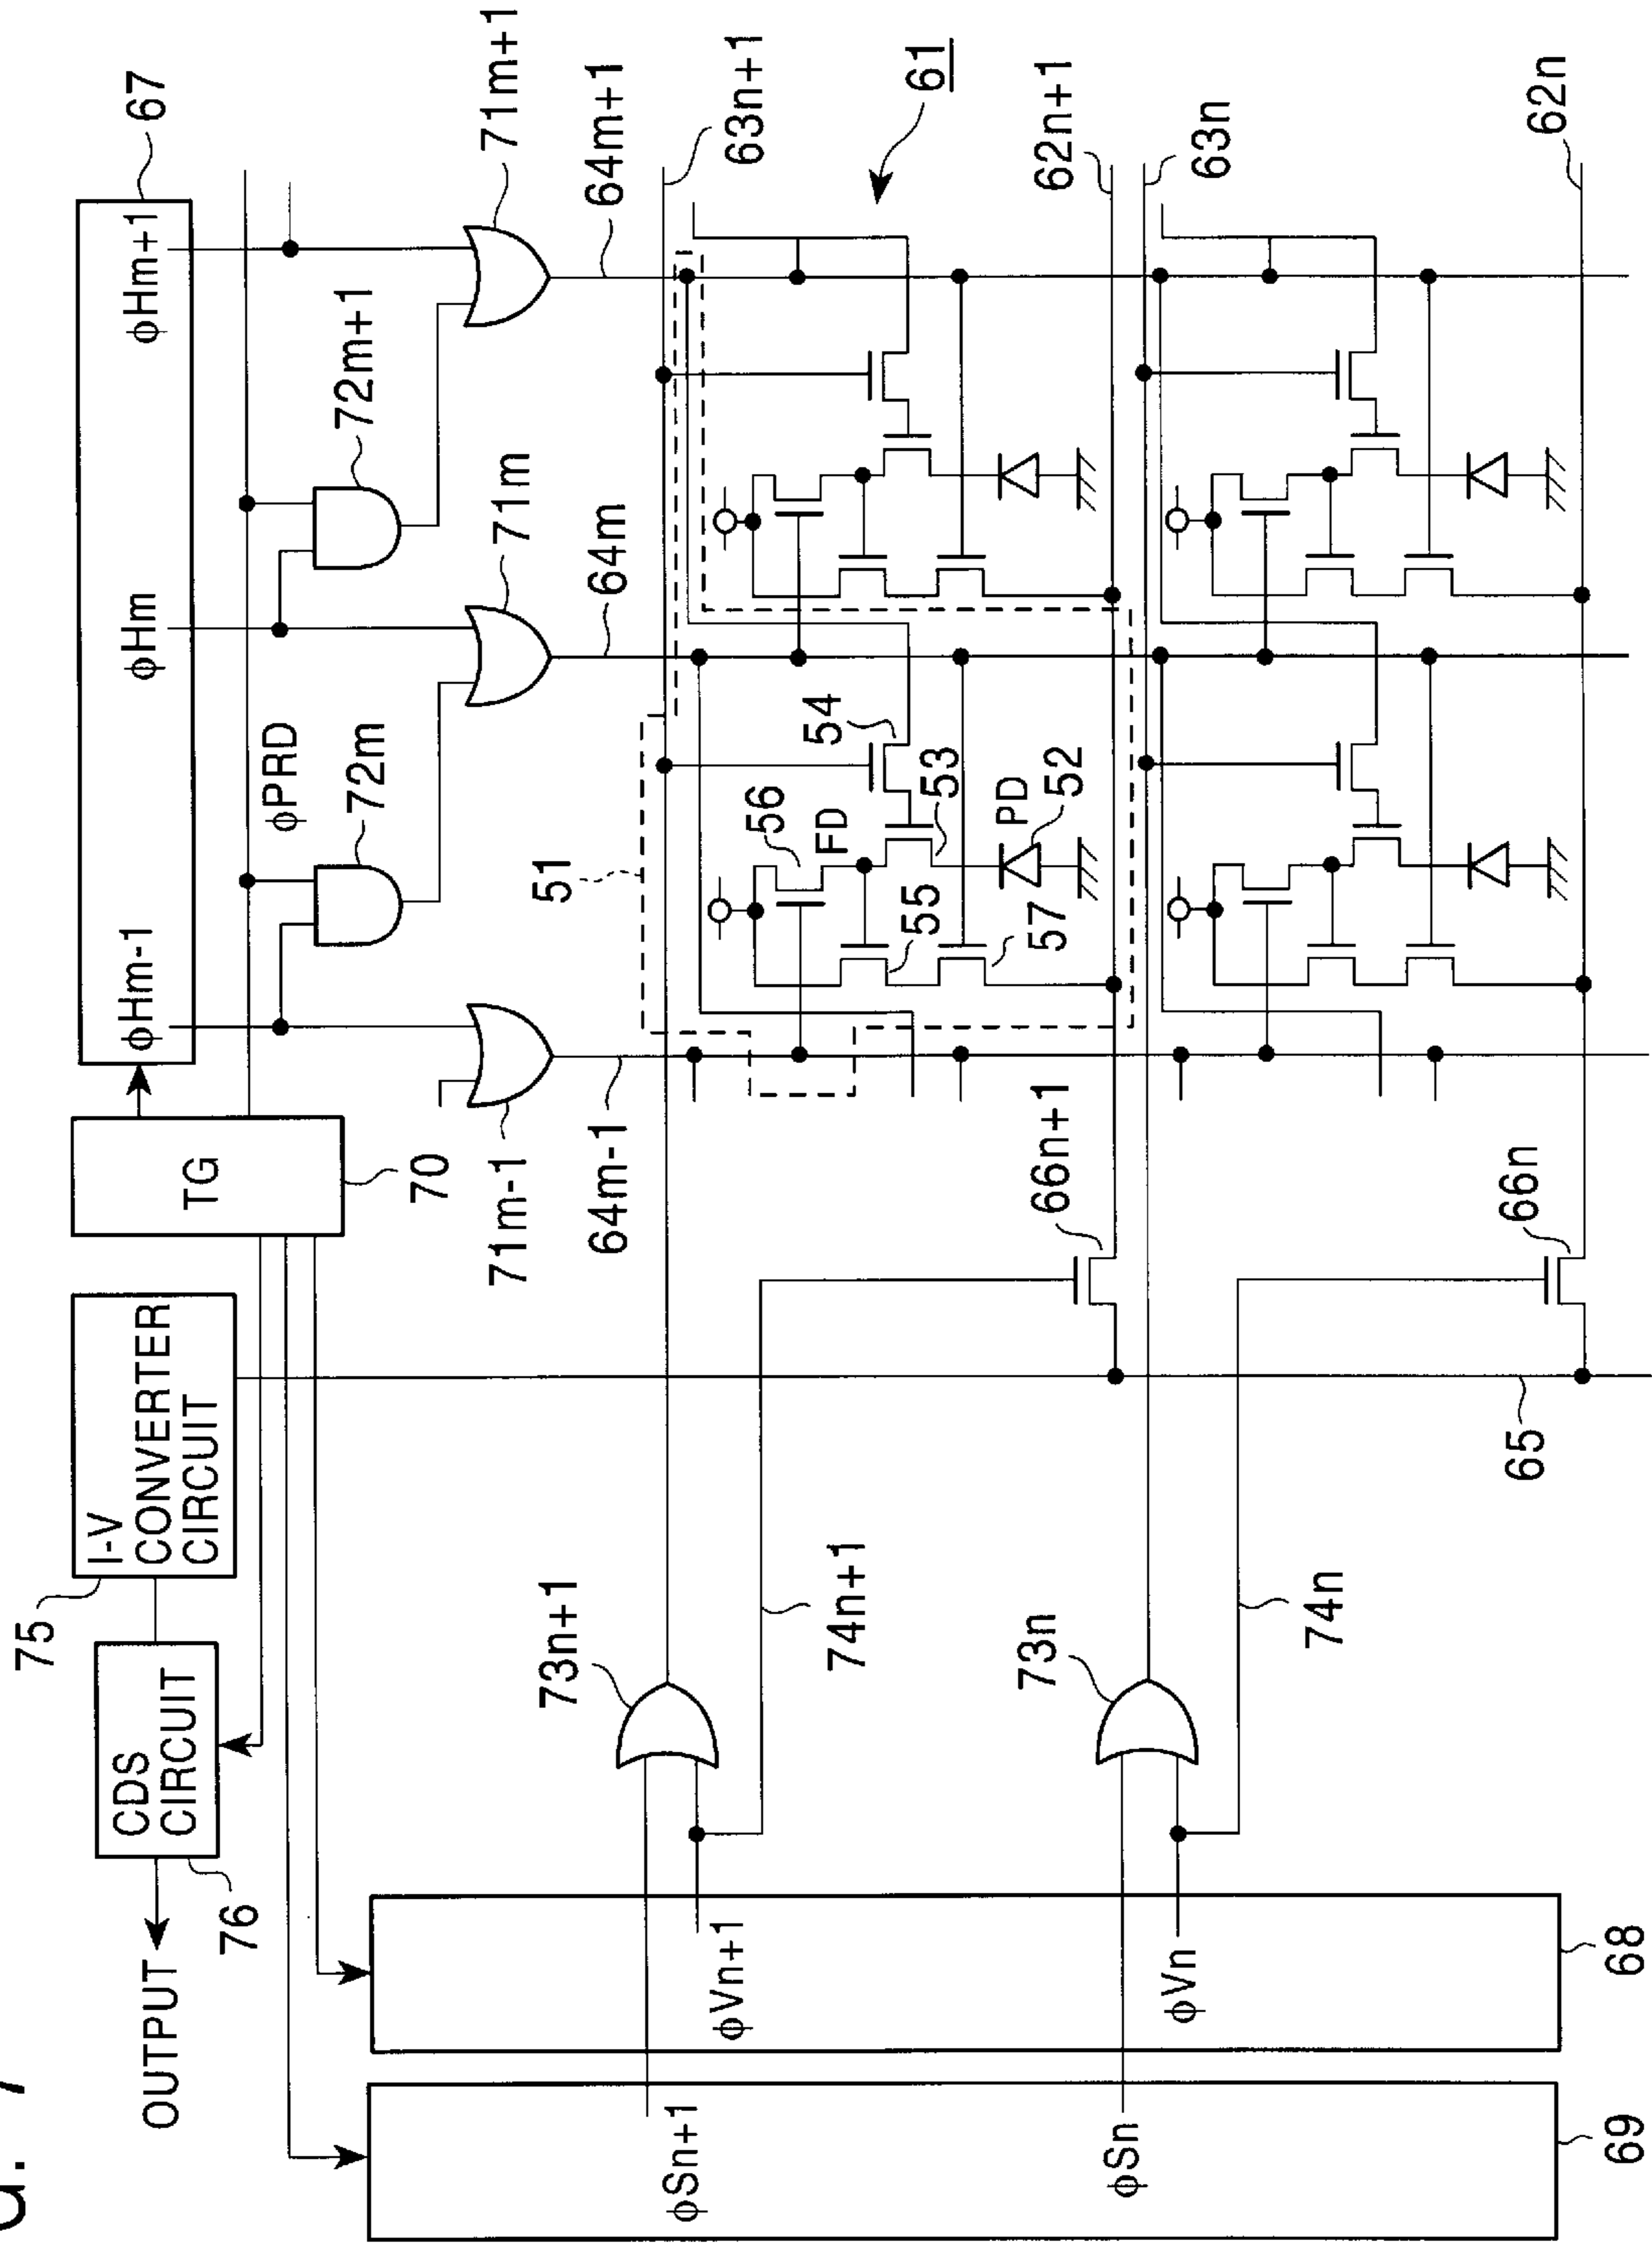 75
OUTPUT
CDS
CIRCUIT
76
I-V
CONVERTER
CIRCUIT
TG
70
φHm-1
φHm
φHm+1
67
φPRD
72m
72m+1
71m-1
71m
71m+1
64m-1
64m
64m+1
51
73n+1
63n+1
φSn+1
φVn+1
74n+1
56
FD
54
53
55
57
PD
52
61
66n+1
62n+1
73n
63n
φSn
φVn
74n
66n
62n
65
69
68